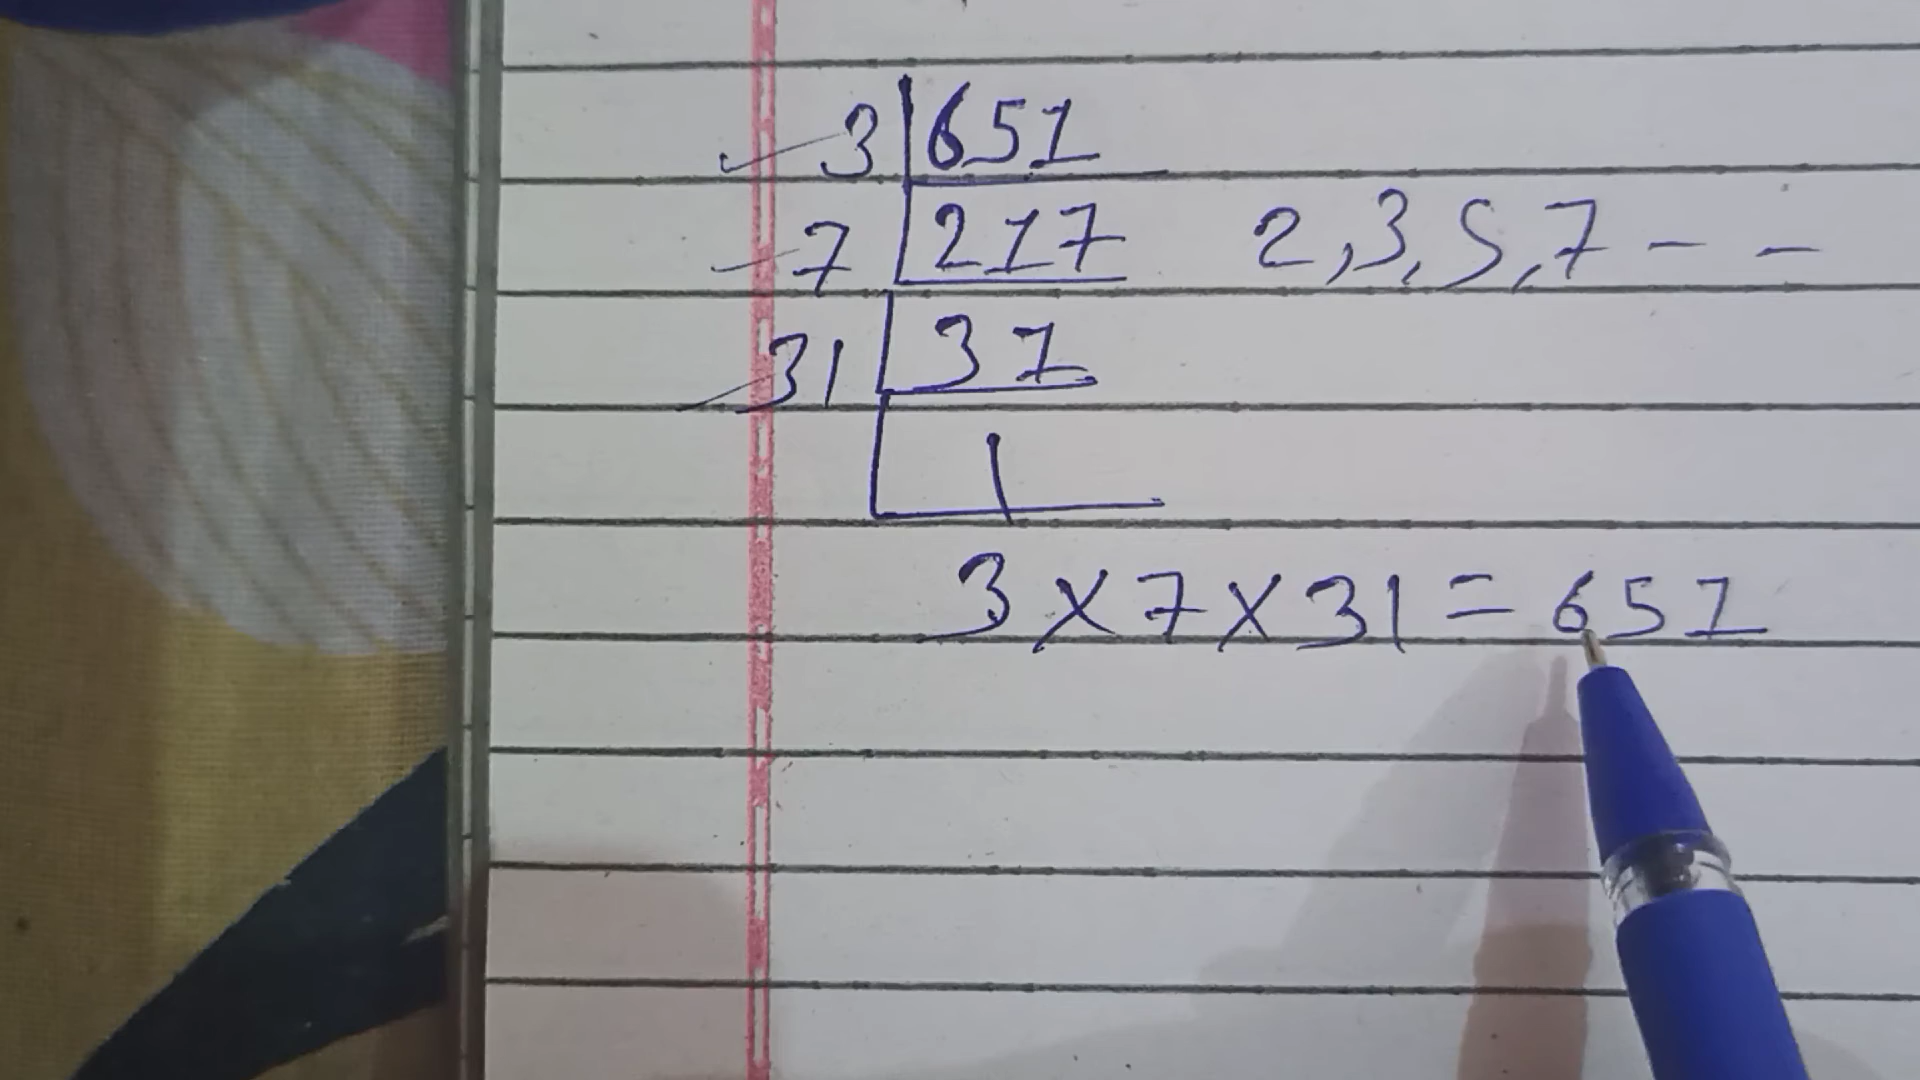 3 | 651
7 | 217 2, 3, 5, 7 - -
31 | 31
1
3 × 7 × 31 = 651